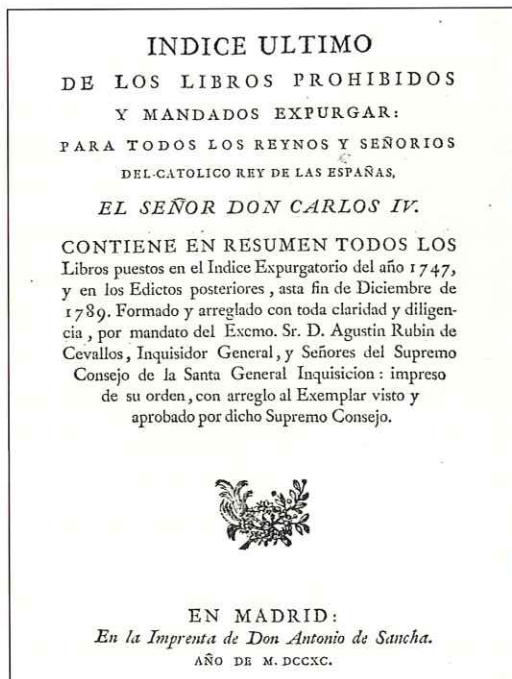 INDICE ULTIMO
DE LOS LIBROS PROHIBIDOS
Y MANDADOS EXPURGAR:
PARA TODOS LOS REYNOS Y SEÑORIOS
DEL CATOLICO REY DE LAS ESPAÑAS,
EL SEÑOR DON CARLOS IV.
CONTIENE EN RESUMEN TODOS LOS
Libros puestos en el Indice Expurgatorio del año 1747,
y en los Edictos posteriores, asta fin de Diciembre de
1789. Formado y arreglado con toda claridad y diligen-
cia, por mandato del Excmo. Sr. D. Agustin Rubin de
Cevallos, Inquisidor General, y Señores del Supremo
Consejo de la Santa General Inquisicion: impreso
de su orden, con arreglo al Exemplar visto y
aprobado por dicho Supremo Consejo.
EN MADRID:
En la Imprenta de Don Antonio de Sancha.
AÑO DE M. DCCXC.